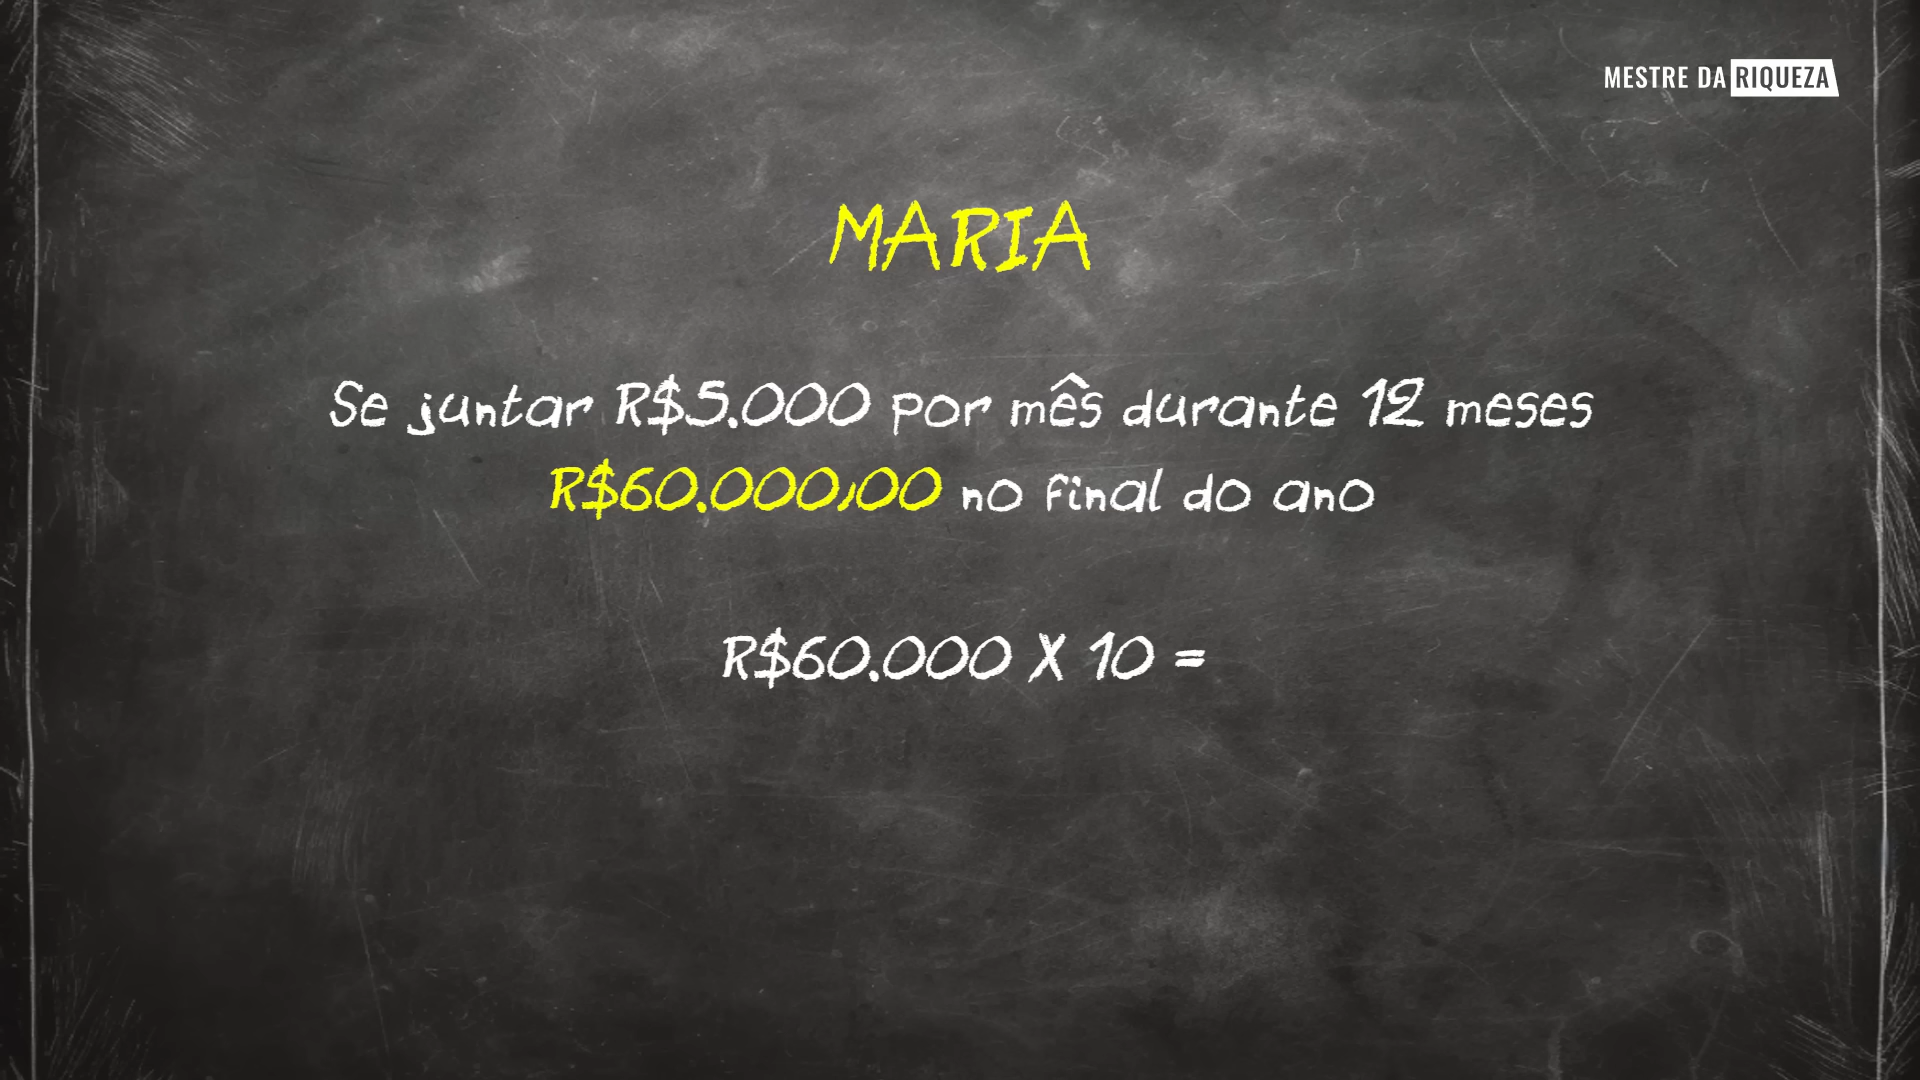 MESTRE DA RIQUEZA
MARIA
Se juntar R$5.000 por mês durante 12 meses
R$60.000,00 no final do ano
R$60.000 X 10 =